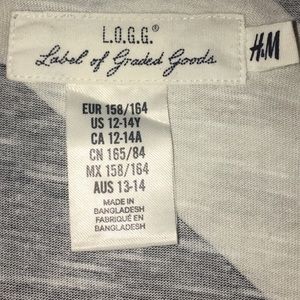 L.O.G.G.®
Label of Graded Goods
H&M
EUR 158/164
US 12-14Y
CA 12-14A
CN 165/84
MX 158/164
AUS 13-14
MADE IN
BANGLADESH
FABRIQUÉ EN
BANGLADESH